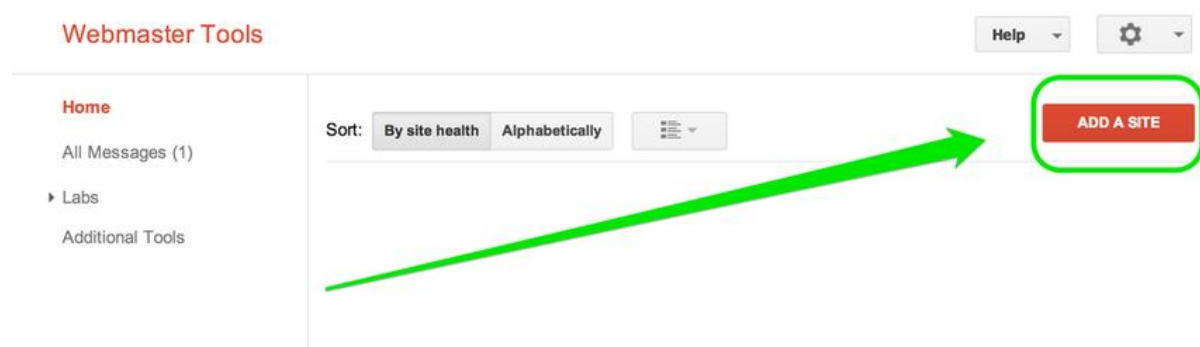 Webmaster Tools
Help
Home
All Messages (1)
Labs
Additional Tools
Sort: By site health Alphabetically
ADD A SITE